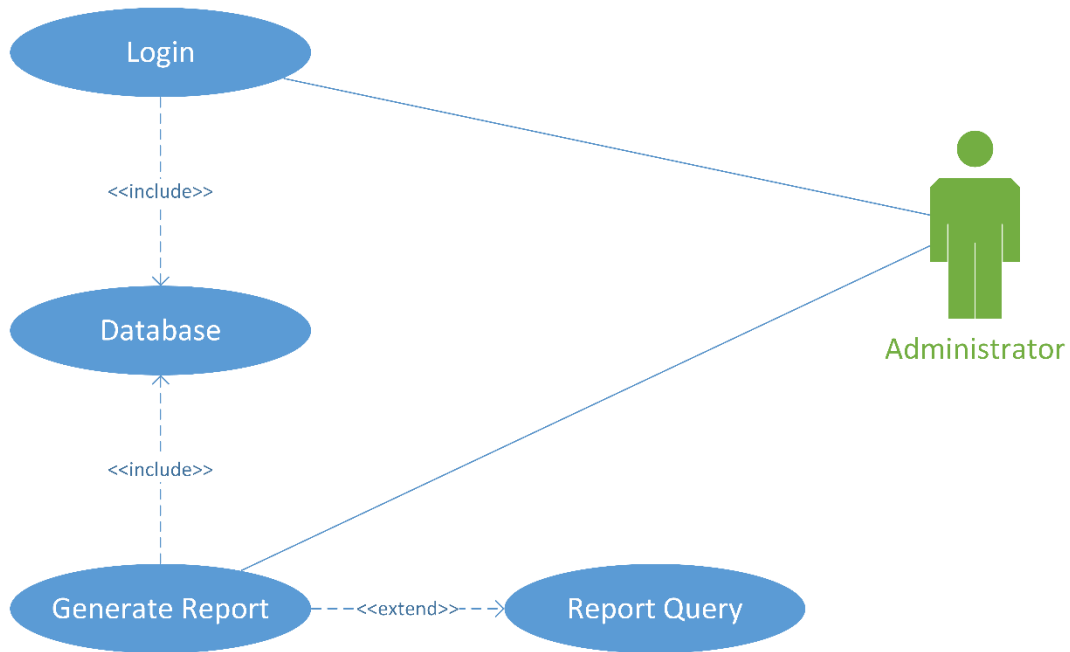 Login
<<include>>
Database
Administrator
<<include>>
Generate Report
<<extend>>
Report Query